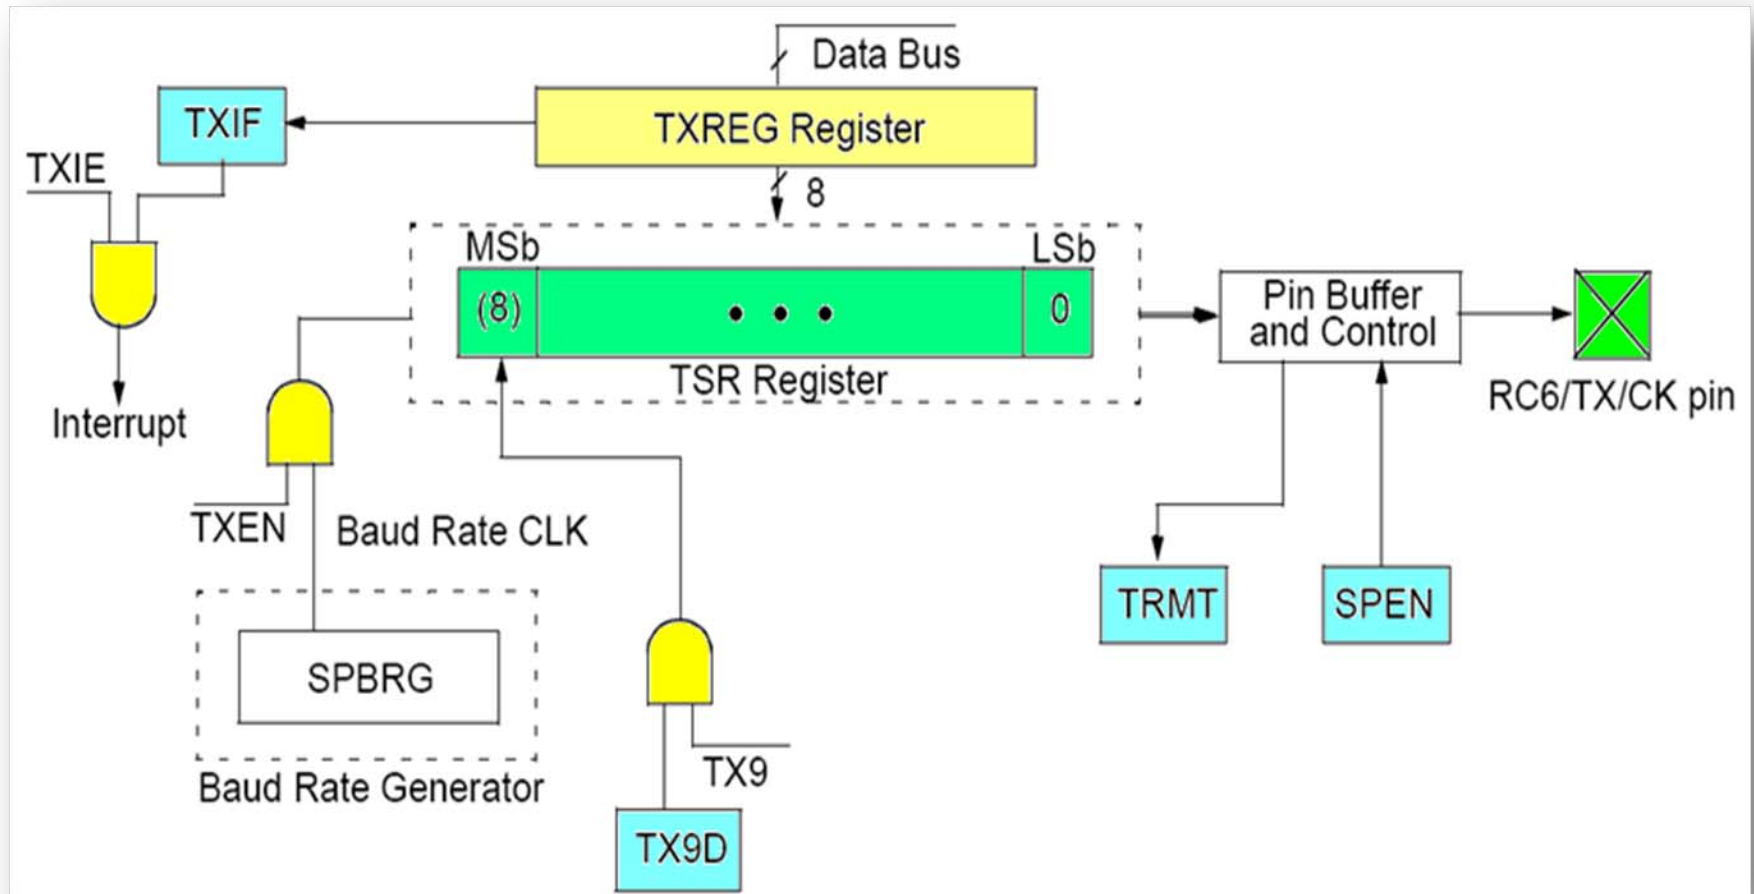 Data Bus
TXIF
TXREG Register
TXIE
8
MSb
LSb
(8)
0
Pin Buffer
and Control
TSR Register
RC6/TX/CK pin
Interrupt
TXEN
Baud Rate CLK
TRMT
SPEN
SPBRG
Baud Rate Generator
TX9
TX9D